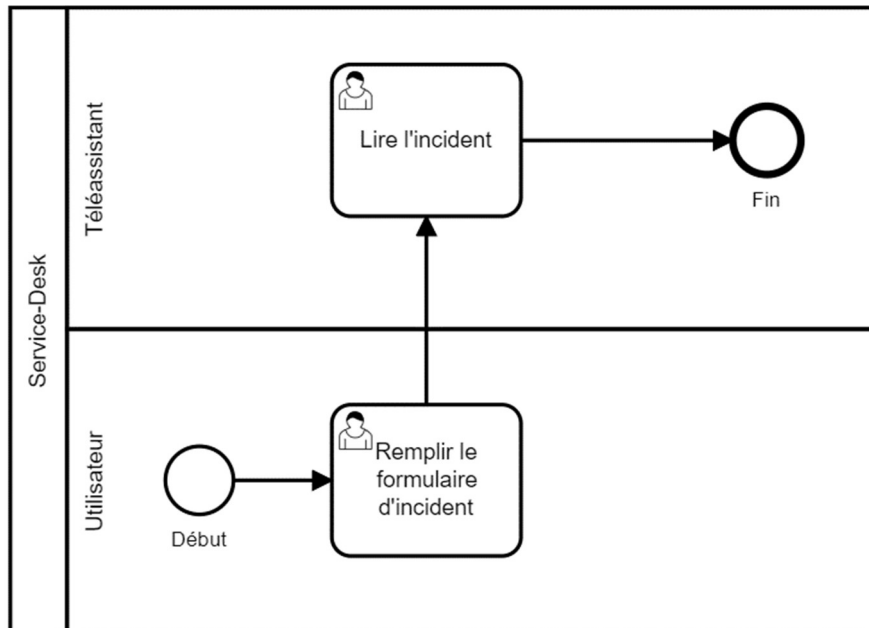 Service-Desk
Téléassistant
Lire l'incident
Fin
Utilisateur
Début
Remplir le
formulaire
d'incident